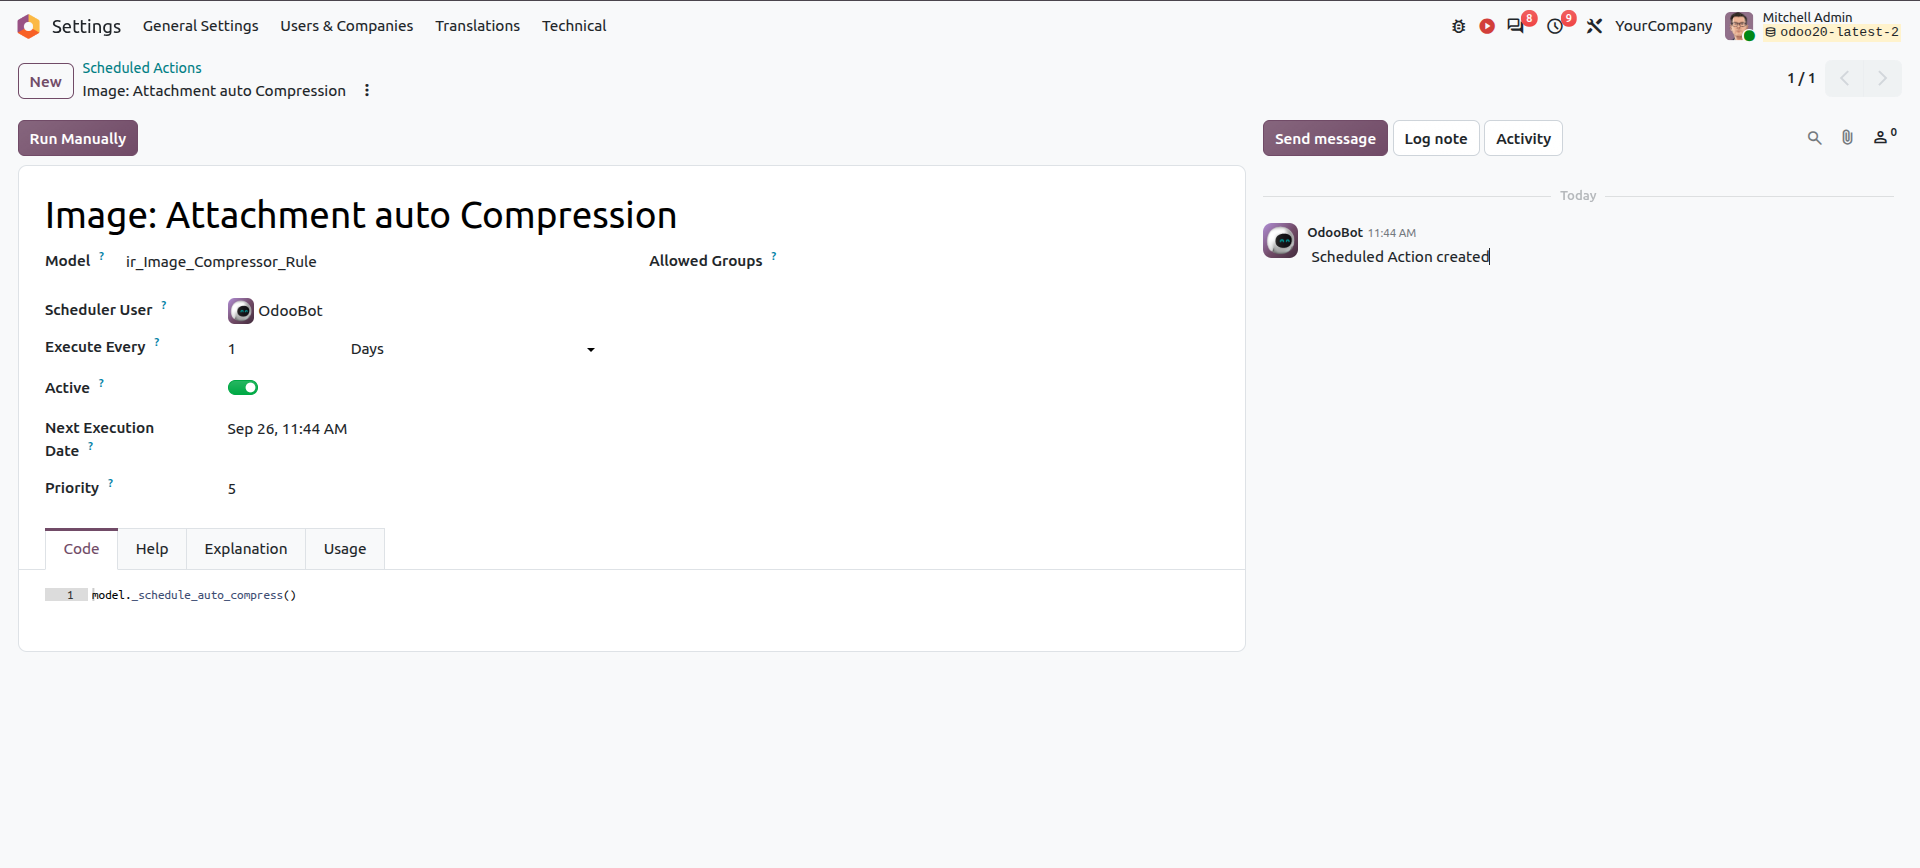 Settings General Settings Users & Companies Translations Technical 8 9 YourCompany Mitchell Admin
odoo20-latest-2
New Scheduled Actions
Image: Attachment auto Compression
1 / 1
Run Manually Send message Log note Activity 0
Image: Attachment auto Compression
Model ? ir_Image_Compressor_Rule Allowed Groups ?
Scheduler User ? OdooBot
Execute Every ? 1 Days
Active ?
Next Execution
Date ? Sep 26, 11:44 AM
Priority ? 5
Code Help Explanation Usage
1 model._schedule_auto_compress()
Today
OdooBot 11:44 AM
Scheduled Action created